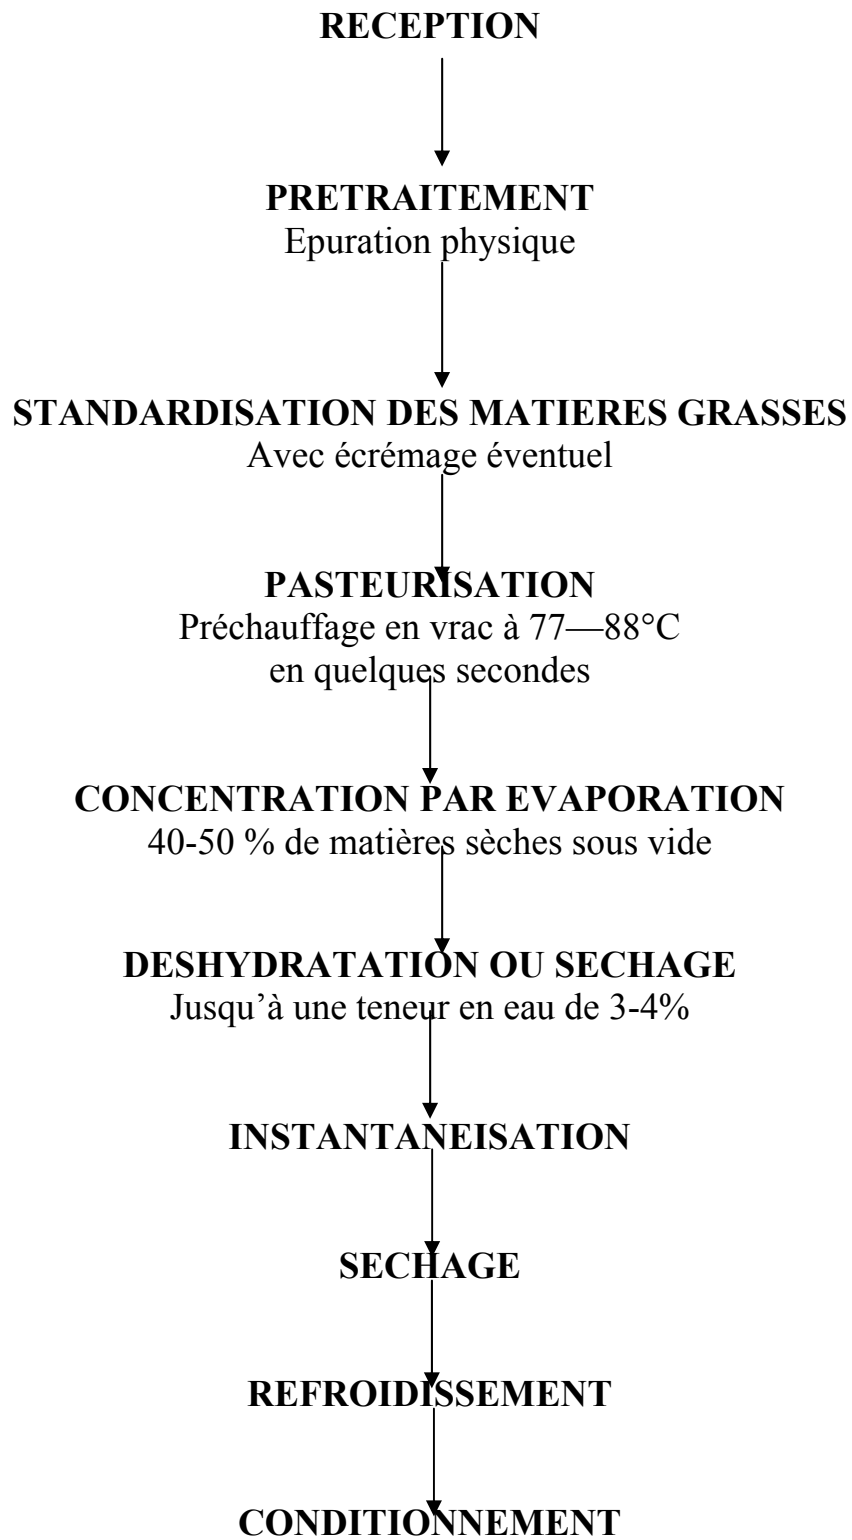 RECEPTION
PRETRAITEMENT
Epuration physique
STANDARDISATION DES MATIERES GRASSES
Avec écrémage éventuel
PASTEURISATION
Préchauffage en vrac à 77—88°C
en quelques secondes
CONCENTRATION PAR EVAPORATION
40-50 % de matières sèches sous vide
DESHYDRATATION OU SECHAGE
Jusqu’à une teneur en eau de 3-4%
INSTANTANEISATION
SECHAGE
REFROIDISSEMENT
CONDITIONNEMENT